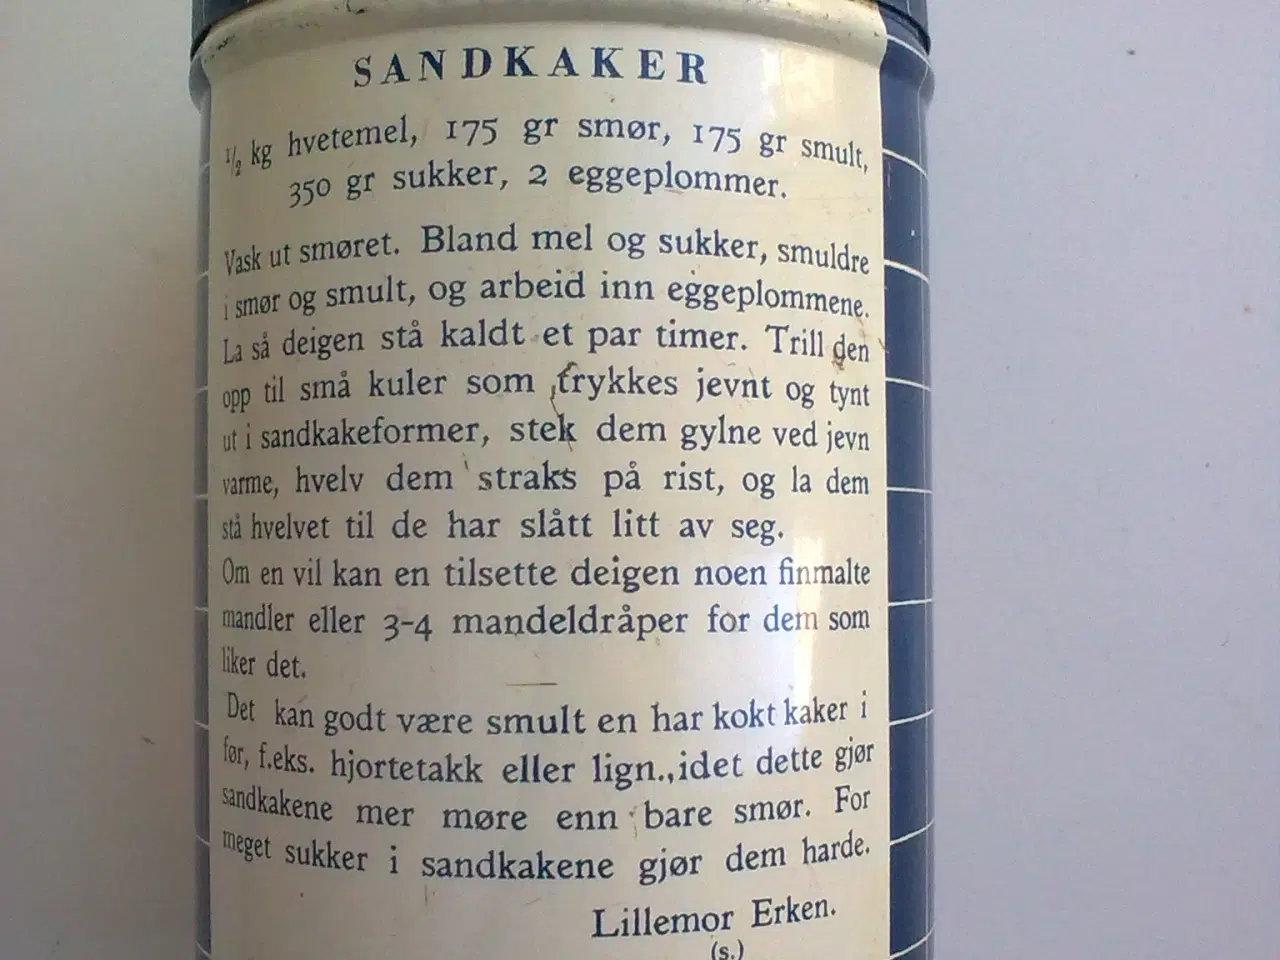 SANDKAKER
1/2 kg hvetemel, 175 gr smør, 175 gr smult,
350 gr sukker, 2 eggeplommer.
Vask ut smøret. Bland mel og sukker, smuldre
i smør og smult, og arbeid inn eggeplommene.
La så deigen stå kaldt et par timer. Trill den
opp til små kuler som trykkes jevnt og tynt
ut i sandkakeformer, stek dem gylne ved jevn
varme, hvelv dem straks på rist, og la dem
stå hvelvet til de har slått litt av seg.
Om en vil kan en tilsette deigen noen finmalte
mandler eller 3-4 mandeldråper for dem som
liker det.
Det kan godt være smult en har kokt kaker i
før, f.eks. hjortetakk eller lign., idet dette gjør
sandkakene mer møre enn bare smør. For
meget sukker i sandkakene gjør dem harde.
Lillemor Erken.
(s.)